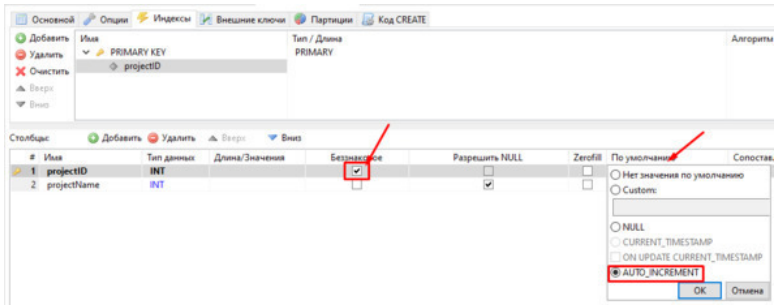 Основной Опции Индексы Внешние ключи Партиции Код CREATE
Добавить Имя Тип / Длина Алгоритм
Удалить PRIMARY KEY PRIMARY
Очистить projectID
Вверх
Вниз
Столбцы: Добавить Удалить Вверх Вниз
# Имя Тип данных Длина/Значения Беззнаковое Разрешить NULL Zerofill По умолчанию Сопостав
1 projectID INT
2 projectName INT
Нет значения по умолчанию
Custom:
NULL
CURRENT_TIMESTAMP
ON UPDATE CURRENT_TIMESTAMP
AUTO_INCREMENT
OK Отмена